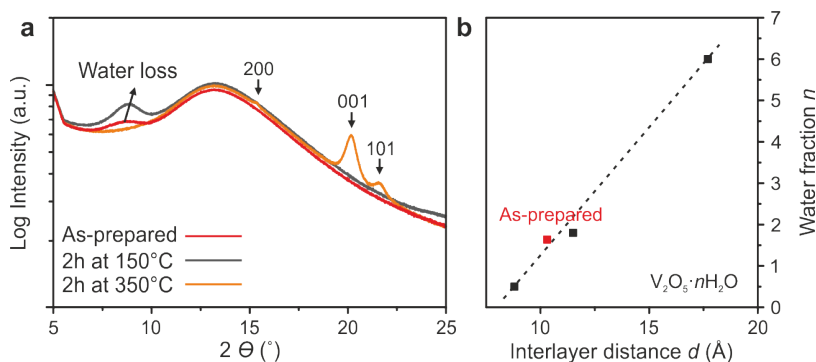 a
Log Intensity (a.u.)
Water loss
200
001
101
As-prepared
2h at 150°C
2h at 350°C
5
10
15
20
25
2 Θ (°)
b
As-prepared
V₂O₅·nH₂O
10
15
20
Interlayer distance d (Å)
7
6
5
4
3
2
1
0
Water fraction n